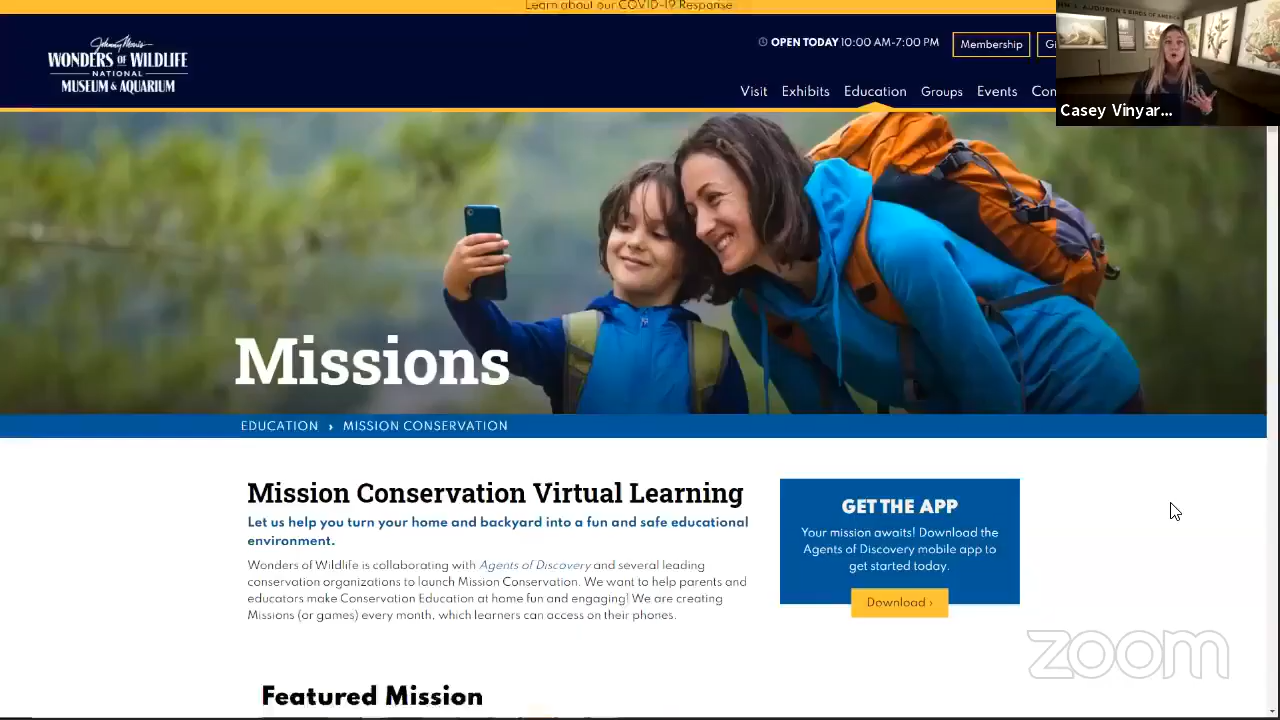 Learn about our COVID-19 Response
Johnny Morris
WONDERS OF WILDLIFE
NATIONAL
MUSEUM & AQUARIUM
OPEN TODAY 10:00 AM-7:00 PM
Membership
Gi
Visit Exhibits Education Groups Events Con
J. AUDUBON'S BIRDS OF AMERICA
Casey Vinyar...
Missions
EDUCATION › MISSION CONSERVATION
Mission Conservation Virtual Learning
Let us help you turn your home and backyard into a fun and safe educational
environment.
Wonders of Wildlife is collaborating with Agents of Discovery and several leading
conservation organizations to launch Mission Conservation. We want to help parents and
educators make Conservation Education at home fun and engaging! We are creating
Missions (or games) every month, which learners can access on their phones.
GET THE APP
Your mission awaits! Download the
Agents of Discovery mobile app to
get started today.
Download ›
zoom
Featured Mission